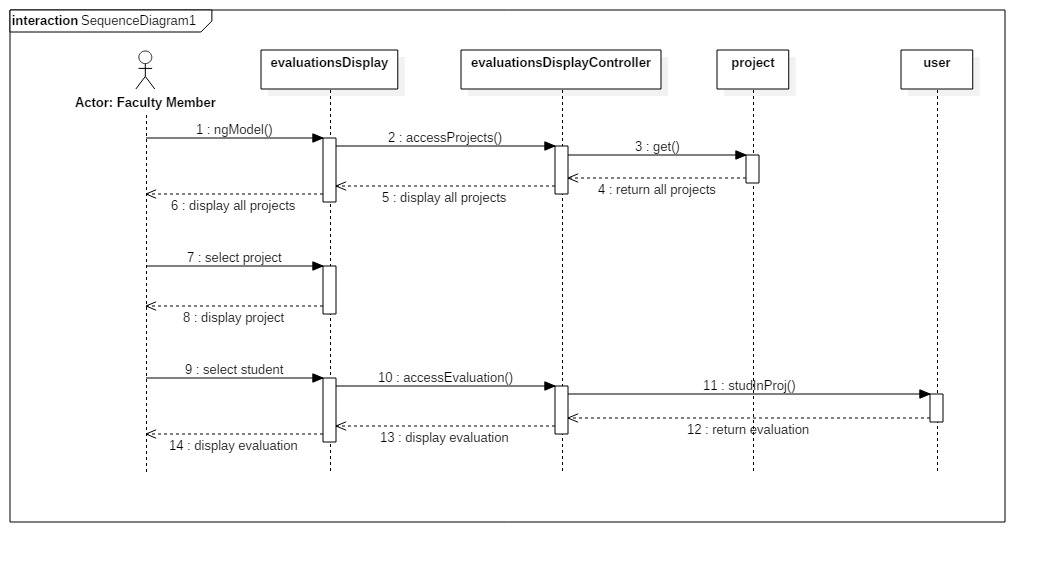 interaction SequenceDiagram1
evaluationsDisplay
evaluationsDisplayController
project
user
Actor: Faculty Member
1 : ngModel()
2 : accessProjects()
3 : get()
4 : return all projects
5 : display all projects
6 : display all projects
7 : select project
8 : display project
9 : select student
10 : accessEvaluation()
11 : studInProj()
12 : return evaluation
13 : display evaluation
14 : display evaluation